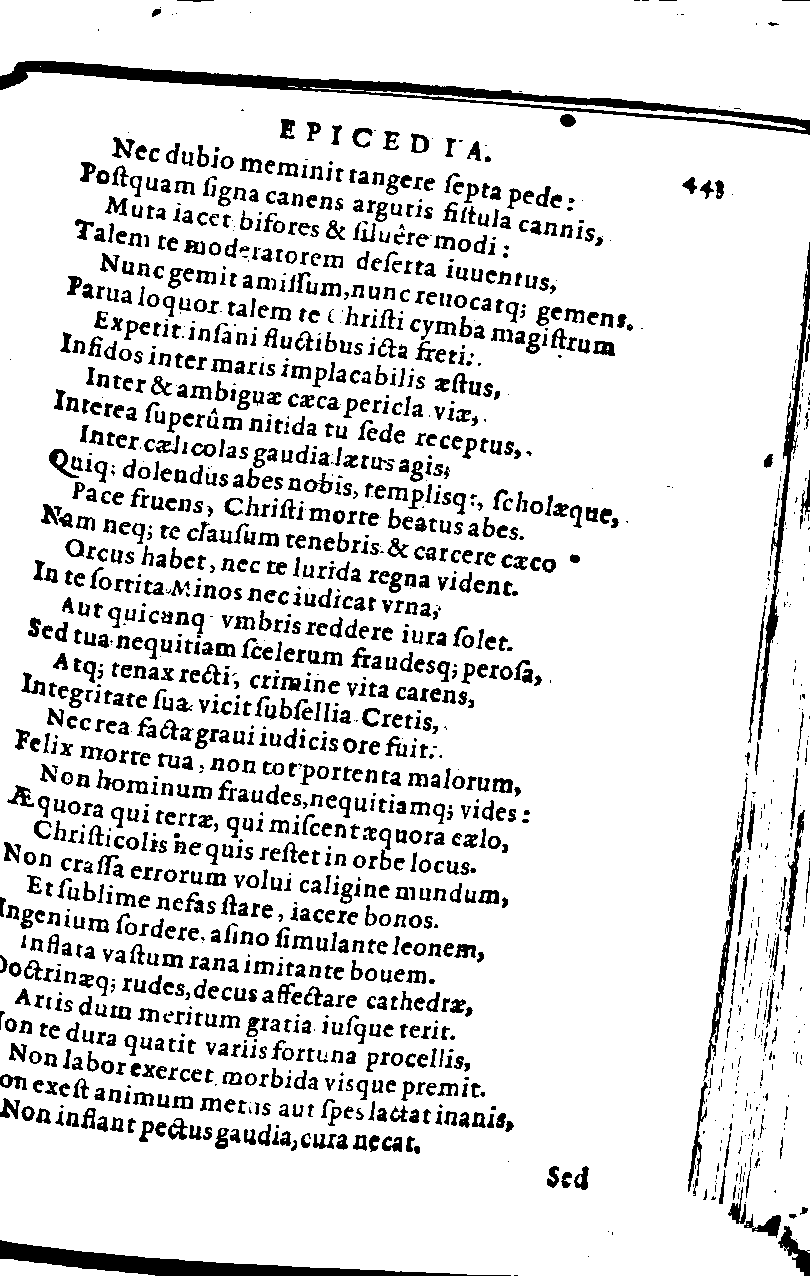 EPICEDIA.
443
Nec dubio meminit tangere ſepta pede:
Poſtquam ſigna canens argutis fiſtula cannis,
Muta iacet bifores & ſiluêre modi:
Talem te moderatorem deſerta iuuentus,
Nunc gemit amiſſum, nunc reuocatq; gemens.
Parua loquor talem te Chriſti cymba magiſtrum
Expetit inſani fluctibus icta freti:
Infidos inter maris implacabilis æſtus,
Inter & ambiguæ cæca pericla viæ,
Interea ſuperûm nitida tu ſede receptus,
Inter cælicolas gaudia lætus agis;
Quiq; dolendus abes nobis, templisq:, ſcholæque,
Pace fruens, Chriſti morte beatus abes.
Nam neq; te clauſum tenebris & carcere cæco
Orcus habet, nec te lurida regna vident.
In te ſortita Minos nec iudicat vrna,
Aut quicunq vmbris reddere iura ſolet.
Sed tua nequitiam ſcelerum fraudesq; peroſa,
Atq; tenax recti, crimine vita carens,
Integritate ſua vicit ſubſellia Cretis,
Nec rea facta graui iudicis ore fuit:
Felix morte tua, non tot portenta malorum,
Non hominum fraudes, nequitiamq; vides:
Æquora qui terræ, qui miſcent æquora cælo,
Chriſticolis ne quis reſtet in orbe locus.
Non craſſa errorum volui caligine mundum,
Et ſublime nefas ſtare, iacere bonos.
Ingenium ſordere, aſino ſimulante leonem,
Inflata vaſtum rana imitante bouem.
Doctrinæq; rudes, decus affectare cathedræ,
Artis dum meritum gratia iuſque terit.
Non te dura quatit variis fortuna procellis,
Non labor exercet morbida visque premit.
on exeſt animum metus aut ſpes lactat inanis,
Non inflant pectus gaudia, cura necat.
Sed